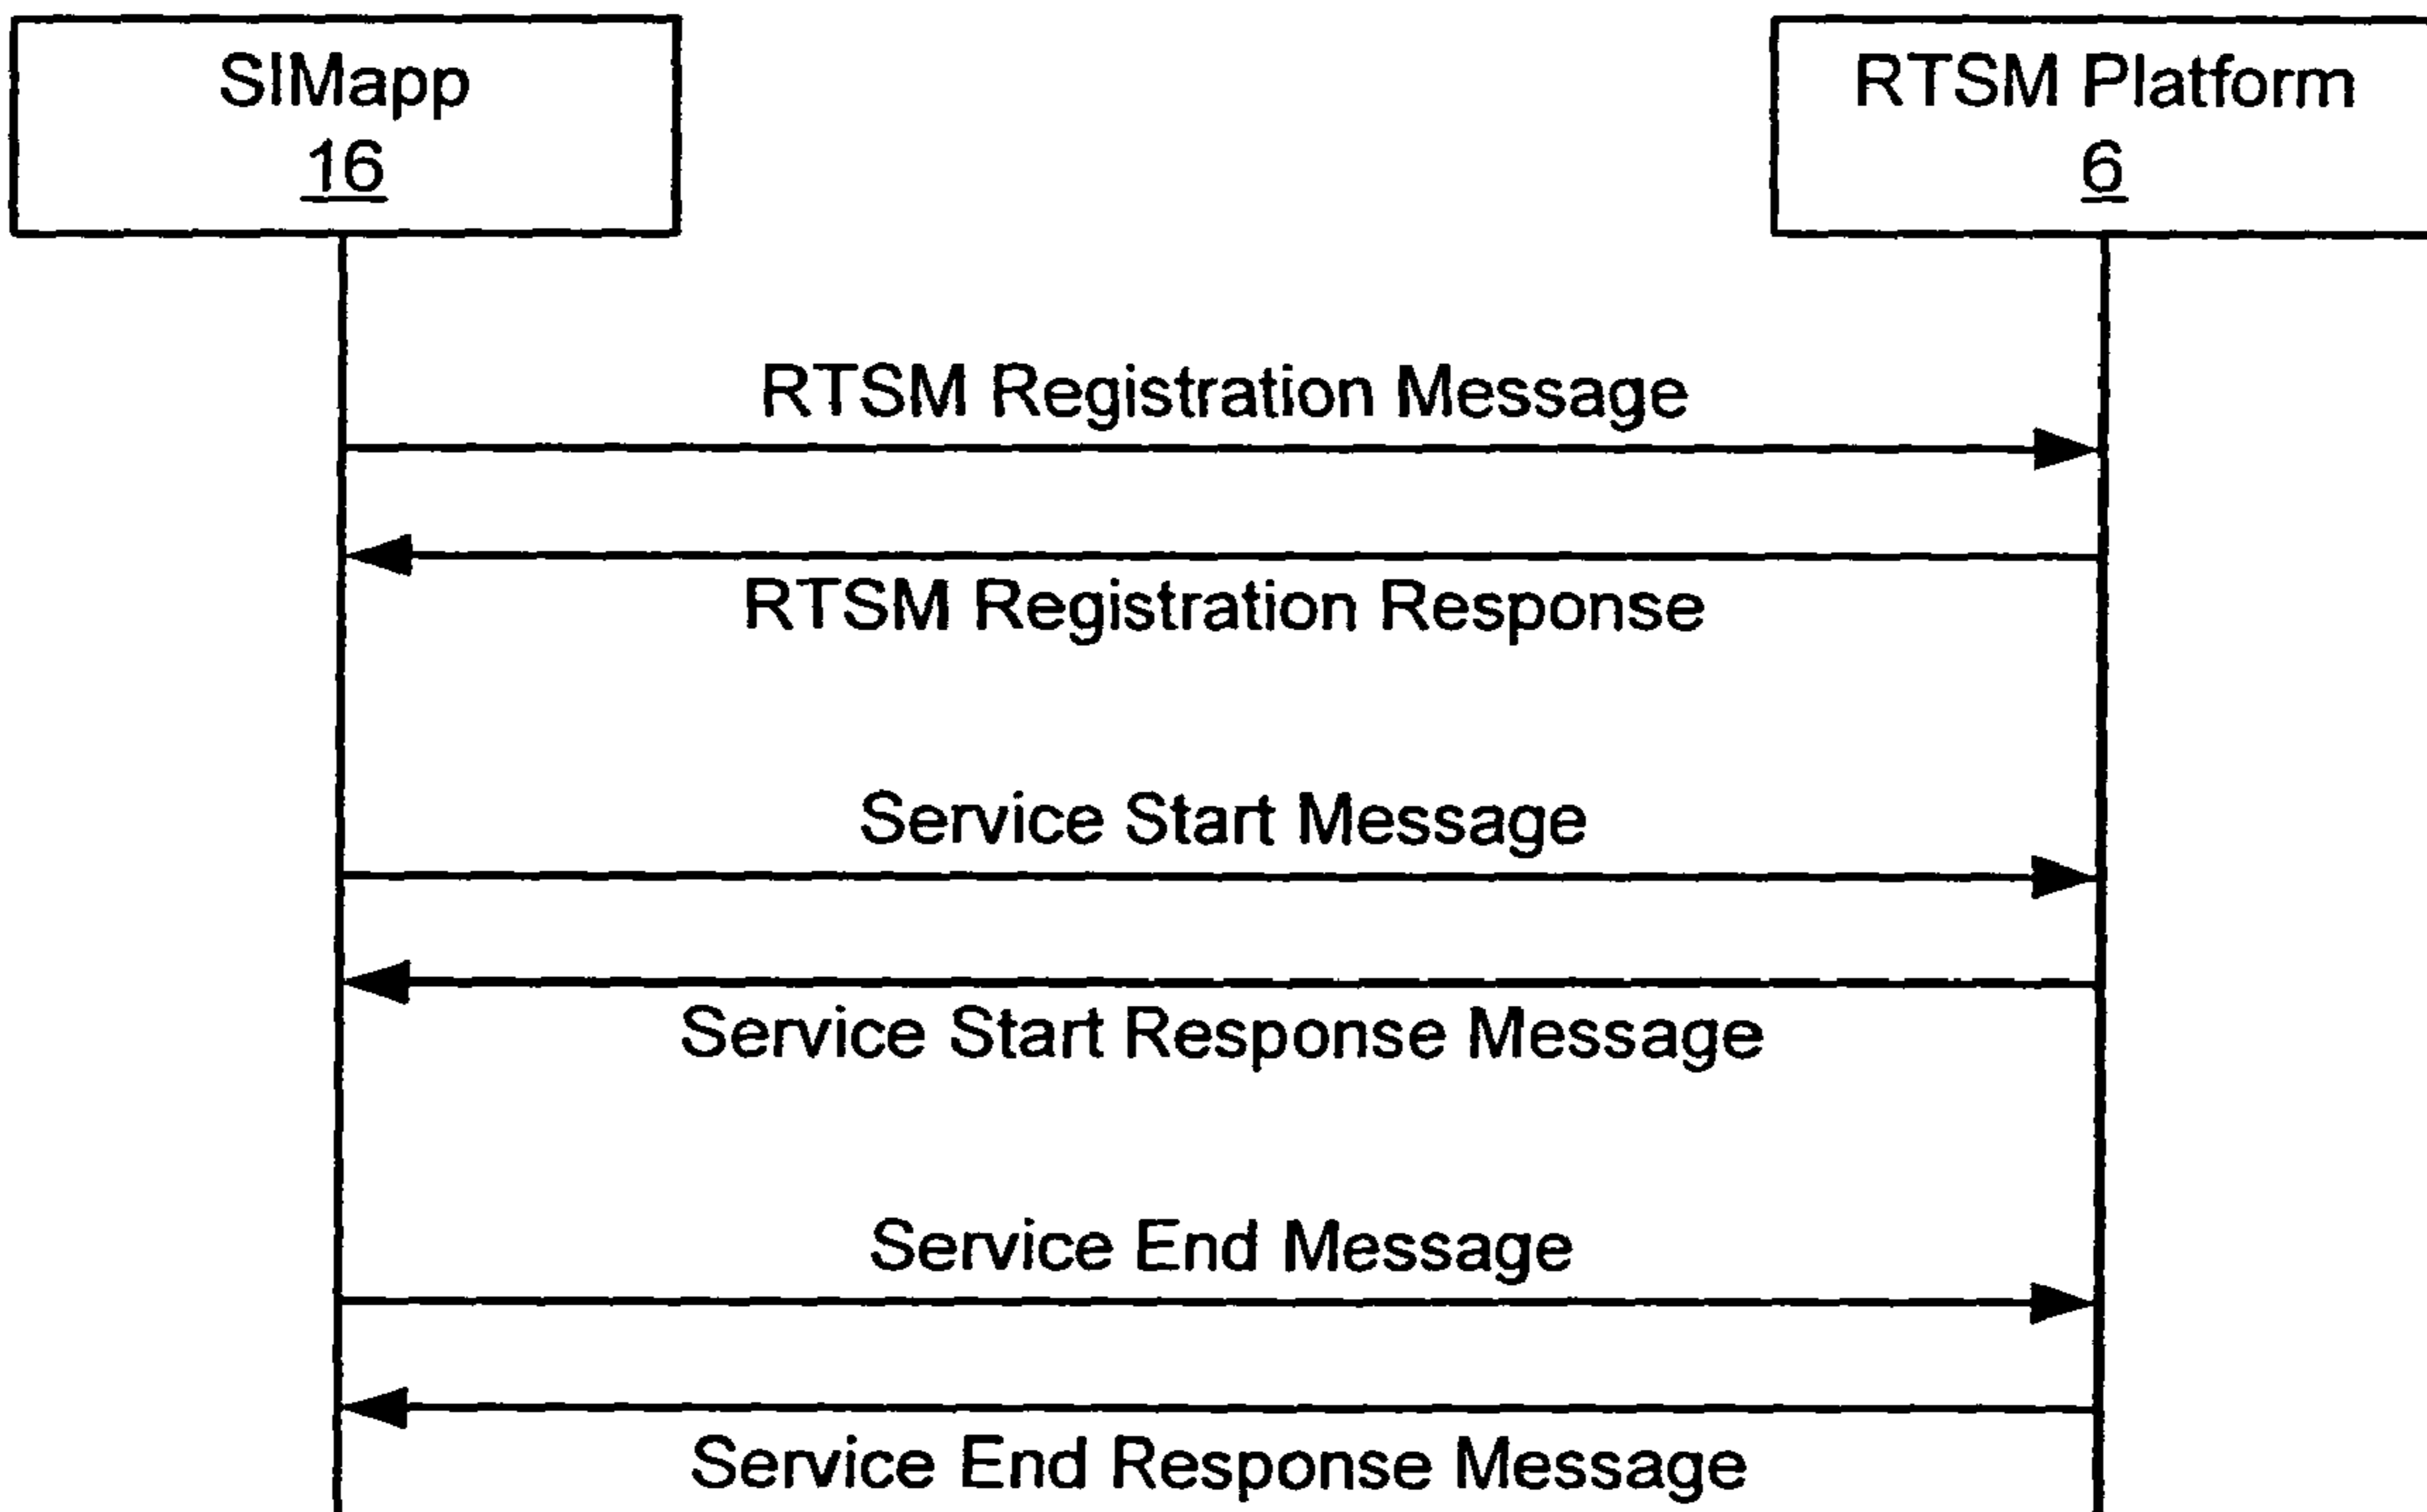 SIMapp
16
RTSM Platform
6
RTSM Registration Message
RTSM Registration Response
Service Start Message
Service Start Response Message
Service End Message
Service End Response Message